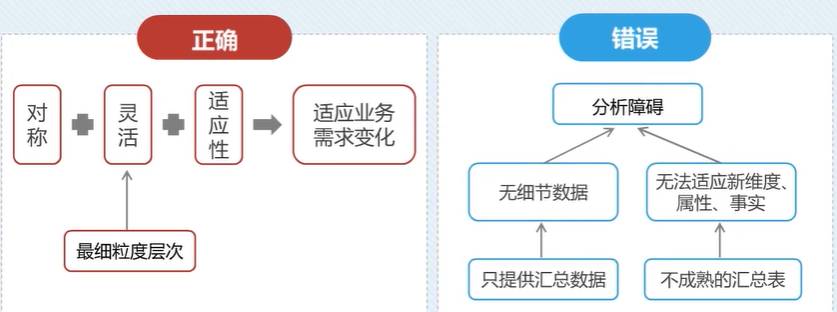 正确
对
称
灵
活
适
应
性
适应业务
需求变化
最细粒度层次
错误
分析障碍
无细节数据
无法适应新维度、
属性、事实
只提供汇总数据
不成熟的汇总表